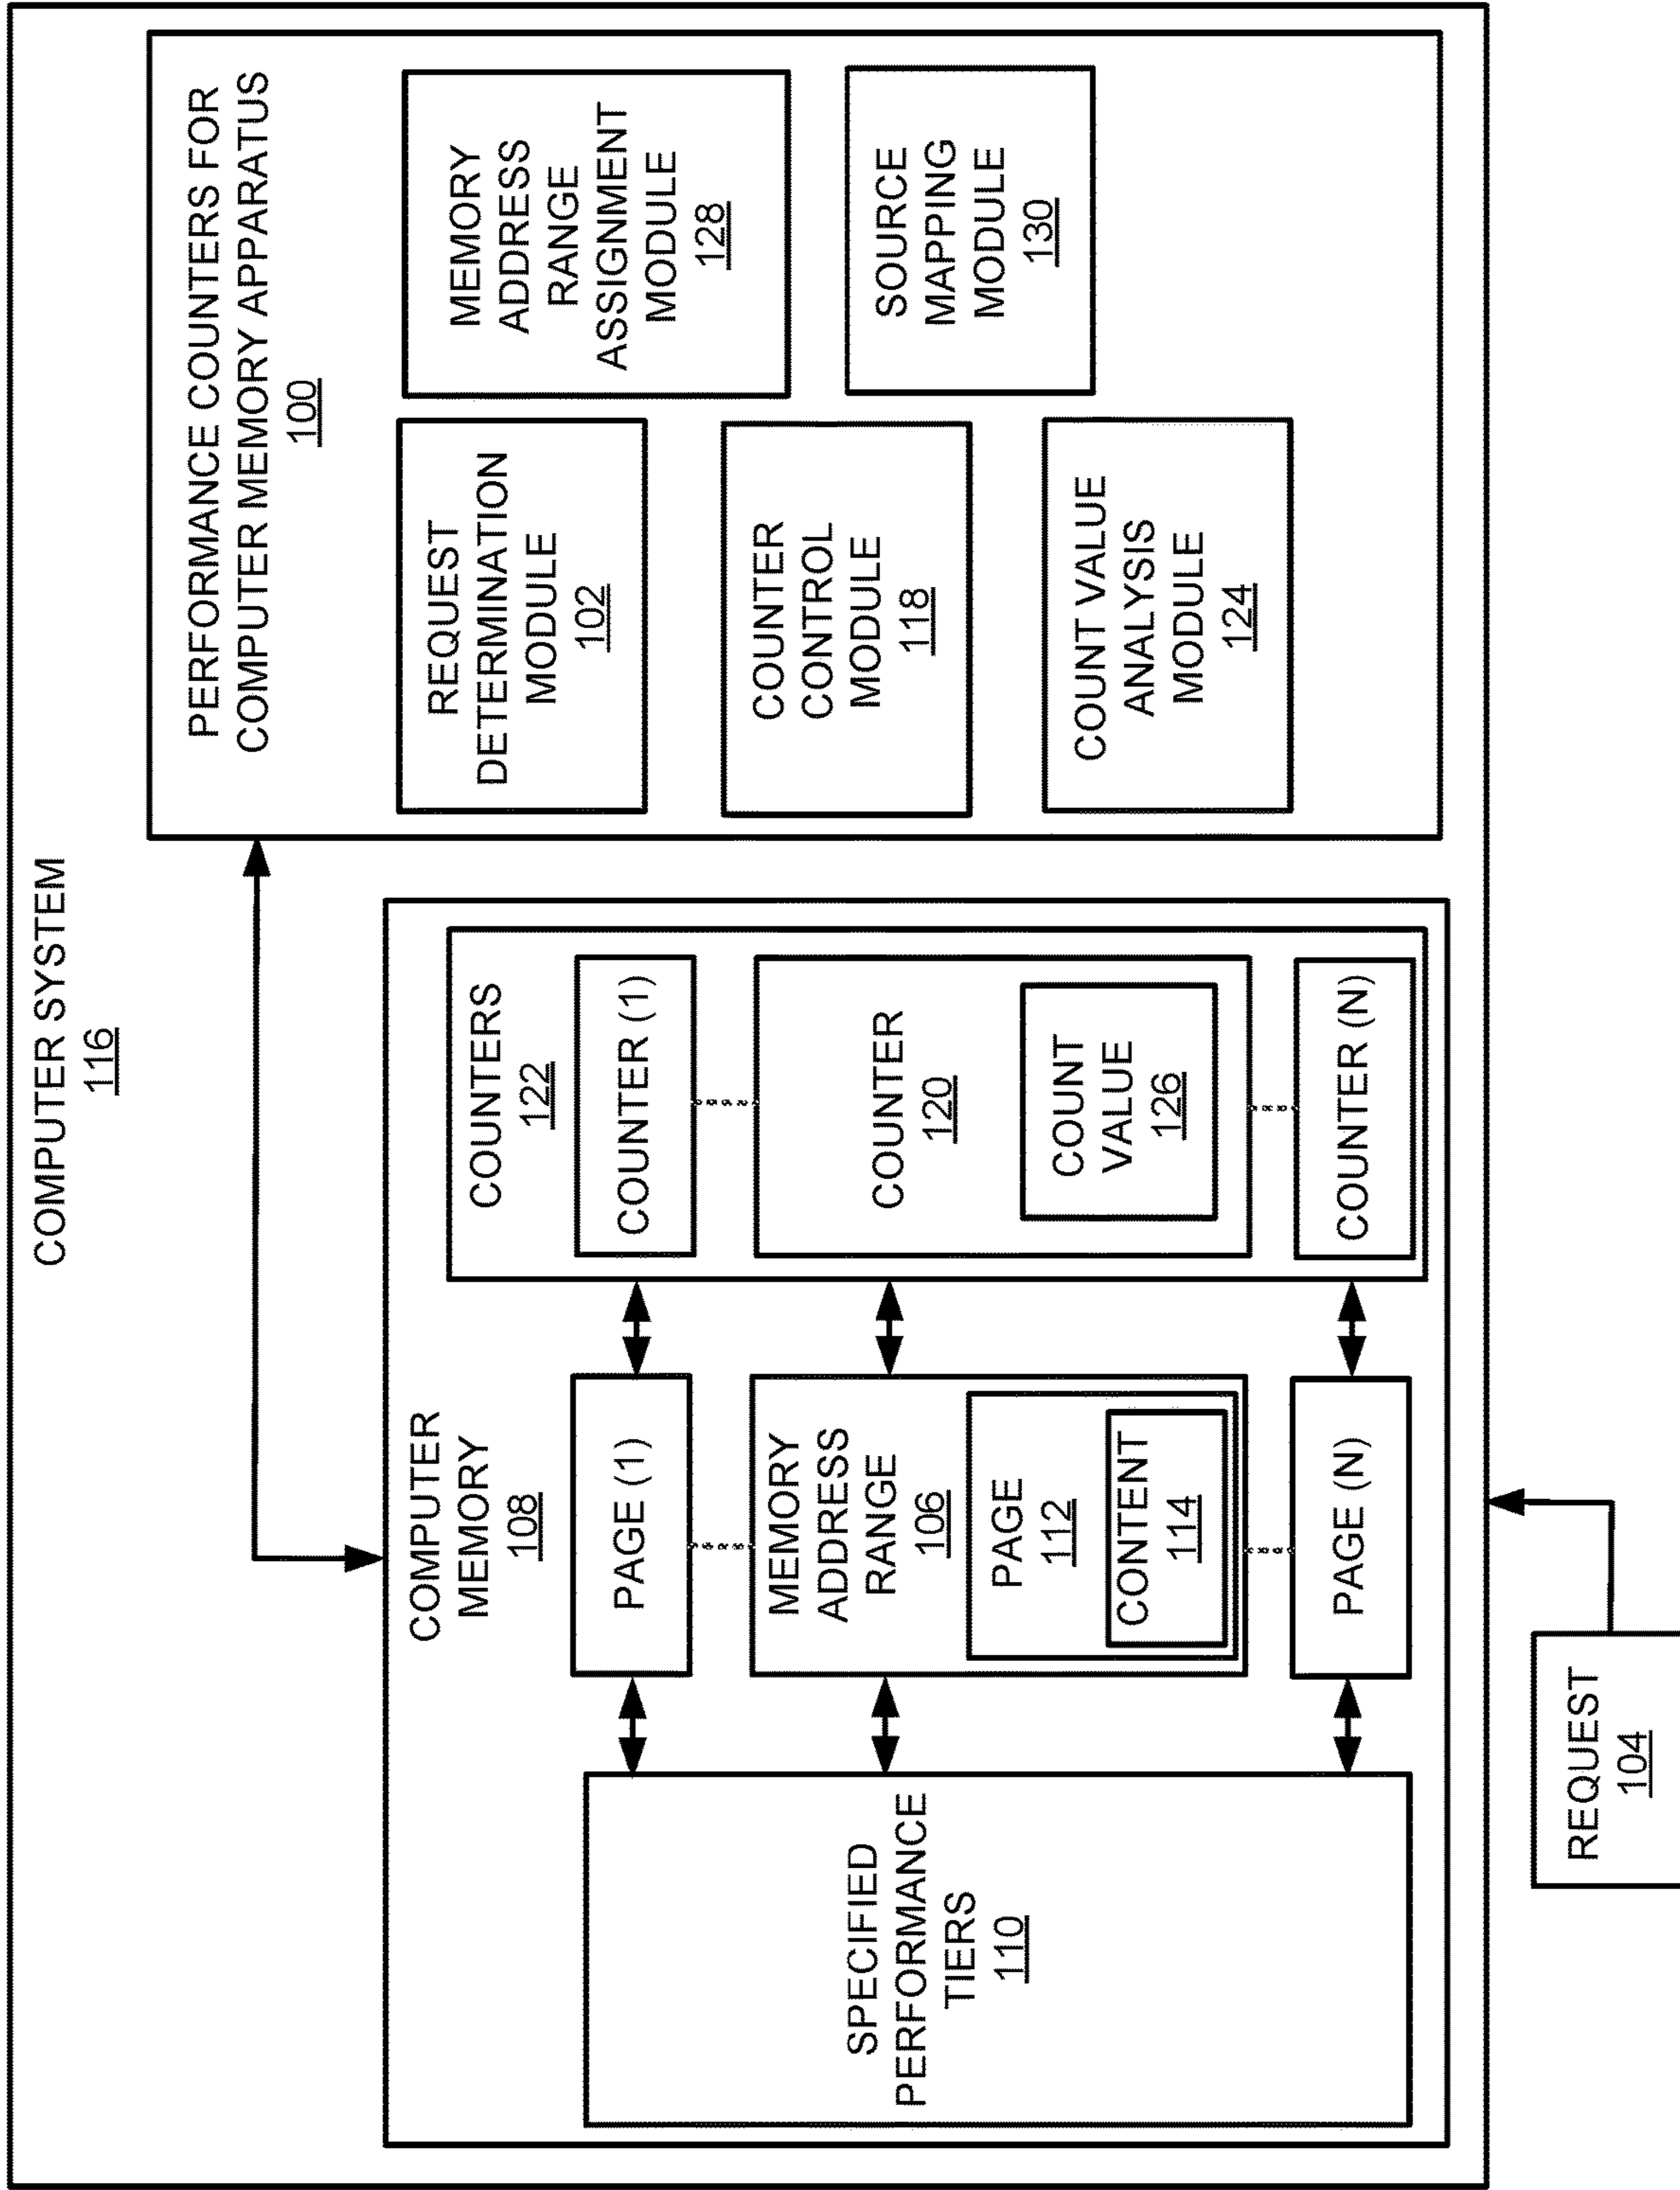 COMPUTER SYSTEM
116
PERFORMANCE COUNTERS FOR
COMPUTER MEMORY APPARATUS
100
REQUEST
DETERMINATION
MODULE
102
MEMORY
ADDRESS
RANGE
ASSIGNMENT
MODULE
128
COUNTER
CONTROL
MODULE
118
SOURCE
MAPPING
MODULE
130
COUNT VALUE
ANALYSIS
MODULE
124
COMPUTER
MEMORY
108
COUNTERS
122
PAGE (1)
COUNTER (1)
SPECIFIED
PERFORMANCE
TIERS
110
MEMORY
ADDRESS
RANGE
106
PAGE
112
CONTENT
114
COUNTER
120
COUNT
VALUE
126
PAGE (N)
COUNTER (N)
REQUEST
104